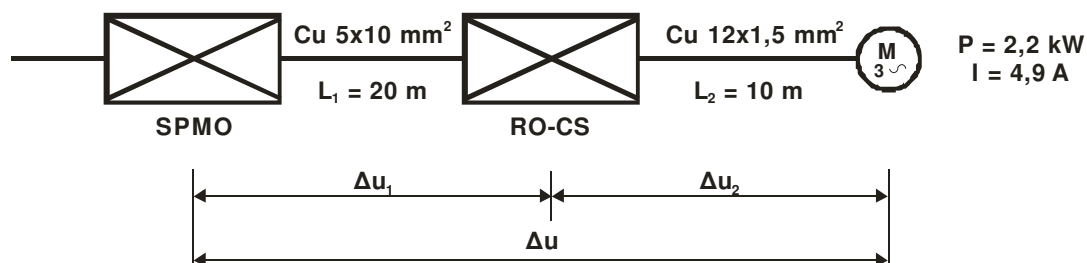 Cu 5x10 mm² Cu 12x1,5 mm²
M
3 ~
P = 2,2 kW
I = 4,9 A
L₁ = 20 m L₂ = 10 m
SPMO RO-CS
Δu₁ Δu₂
Δu